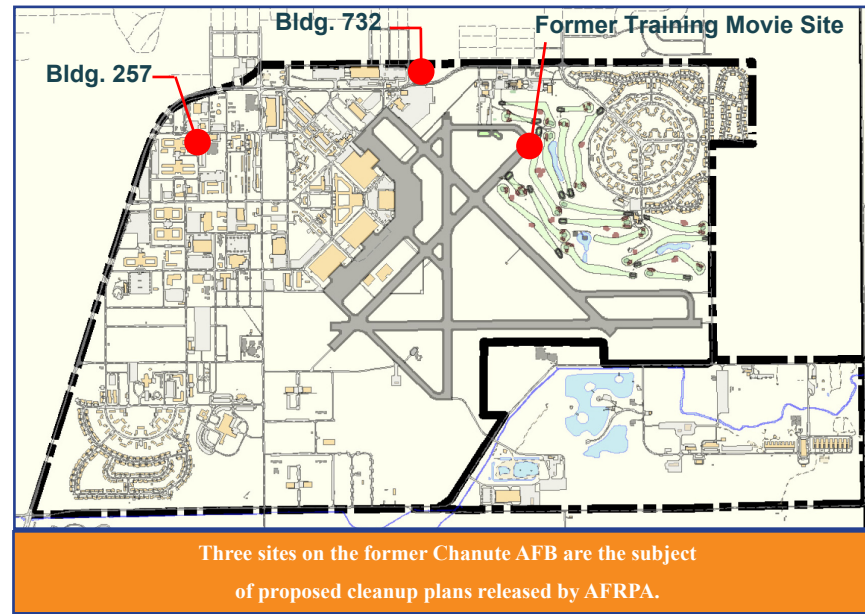 Bldg. 732
Former Training Movie Site
Bldg. 257
Three sites on the former Chanute AFB are the subject
of proposed cleanup plans released by AFRPA.